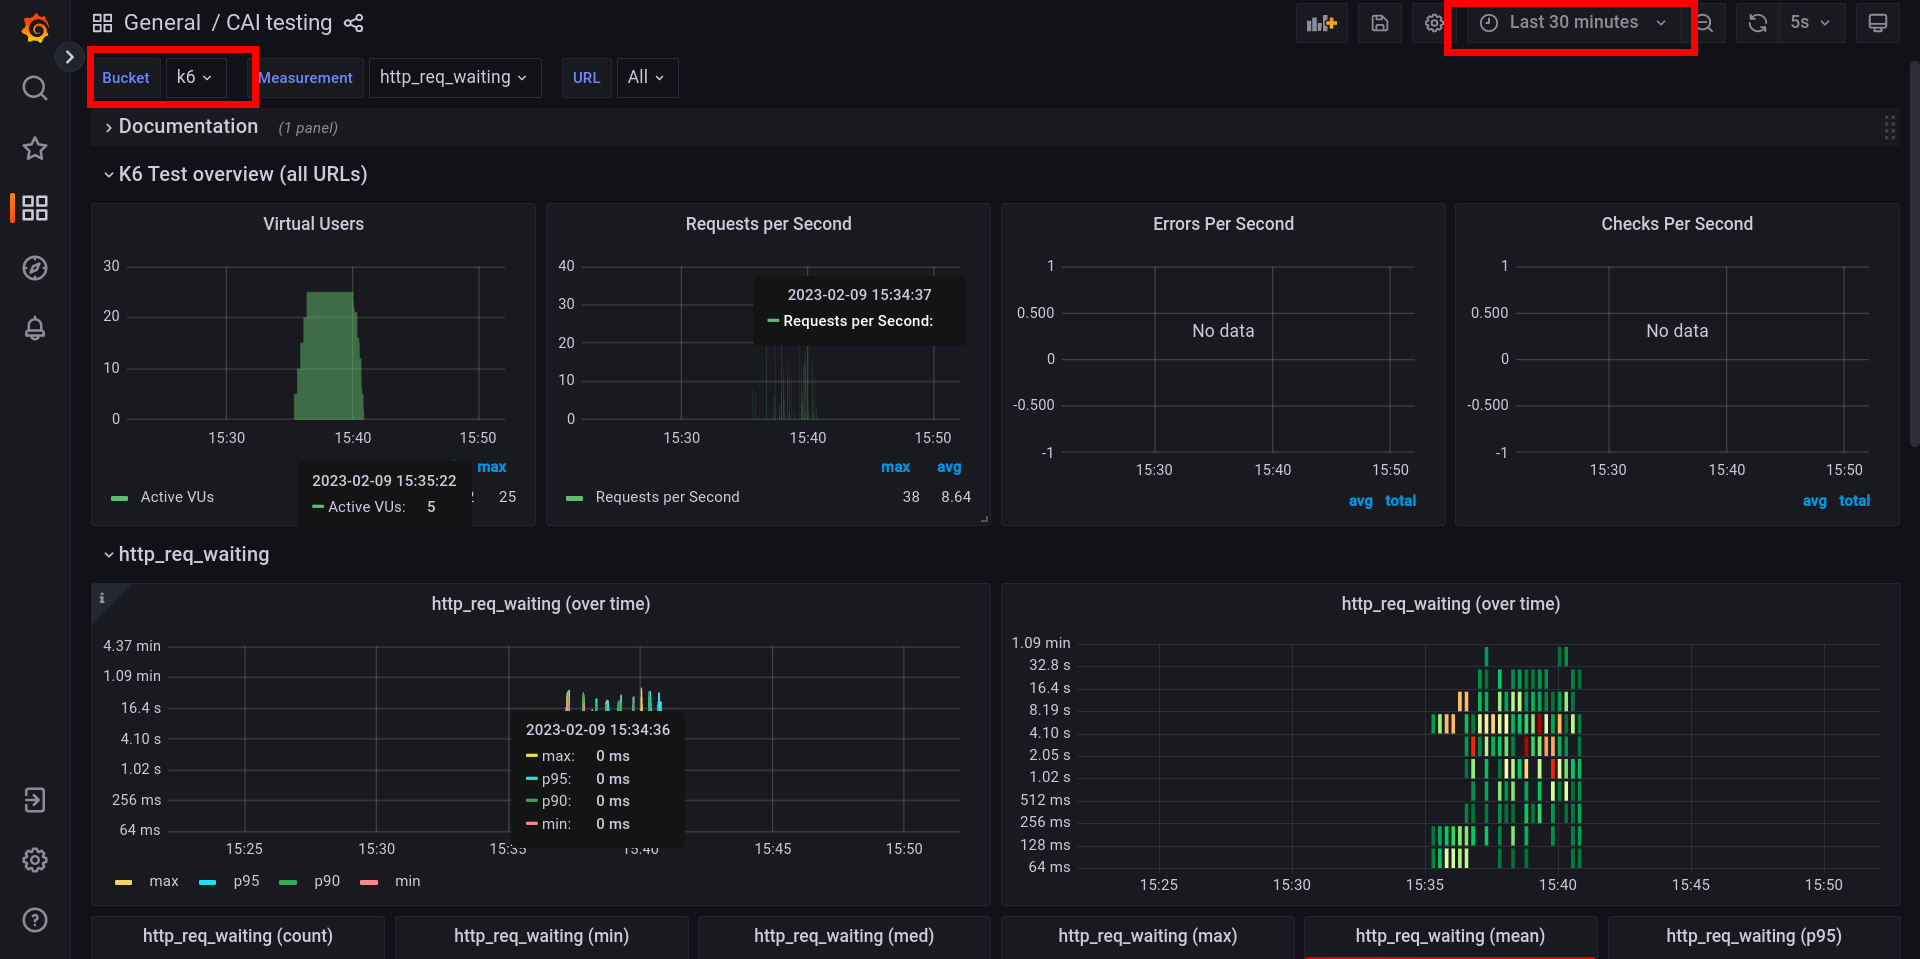 General / CAI testing
Last 30 minutes
5s
Bucket k6 Measurement http_req_waiting URL All
Documentation (1 panel)
K6 Test overview (all URLs)
Virtual Users
30
20
10
0
15:30 15:40 15:50
max
Active VUs 25
2023-02-09 15:35:22
Active VUs: 5
Requests per Second
40
30
20
10
0
15:30 15:40 15:50
2023-02-09 15:34:37
Requests per Second:
max avg
Requests per Second 38 8.64
Errors Per Second
1
0.500
0
-0.500
-1
No data
15:30 15:40 15:50
avg total
Checks Per Second
1
0.500
0
-0.500
-1
No data
15:30 15:40 15:50
avg total
http_req_waiting
http_req_waiting (over time)
4.37 min
1.09 min
16.4 s
4.10 s
1.02 s
256 ms
64 ms
15:25 15:30 15:35 15:40 15:45 15:50
2023-02-09 15:34:36
max: 0 ms
p95: 0 ms
p90: 0 ms
min: 0 ms
max p95 p90 min
http_req_waiting (over time)
1.09 min
32.8 s
16.4 s
8.19 s
4.10 s
2.05 s
1.02 s
512 ms
256 ms
128 ms
64 ms
15:25 15:30 15:35 15:40 15:45 15:50
http_req_waiting (count)
http_req_waiting (min)
http_req_waiting (med)
http_req_waiting (max)
http_req_waiting (mean)
http_req_waiting (p95)